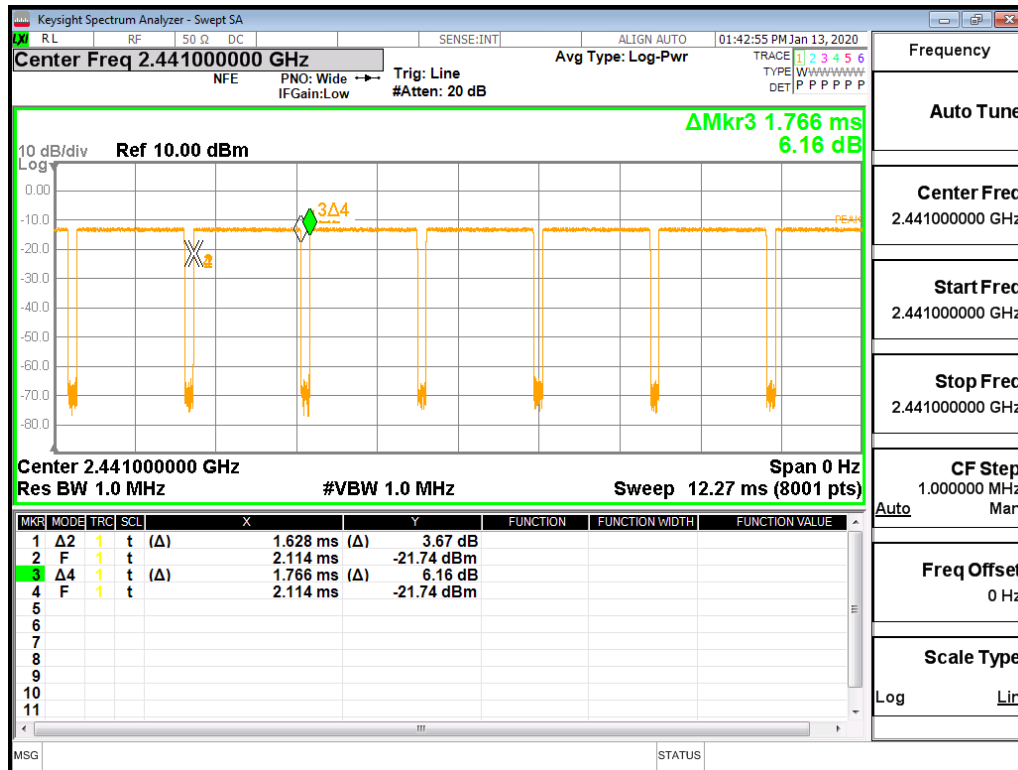 Keysight Spectrum Analyzer - Swept SA
LXI RL RF 50 Ω DC SENSE:INT ALIGN AUTO 01:42:55 PM Jan 13, 2020
Center Freq 2.441000000 GHz
NFE
PNO: Wide
IFGain:Low
Trig: Line
#Atten: 20 dB
Avg Type: Log-Pwr
TRACE 1 2 3 4 5 6
TYPE WWWWWWW
DET P P P P P P
ΔMkr3 1.766 ms
6.16 dB
10 dB/div Ref 10.00 dBm
Log
0.00
-10.0
-20.0
-30.0
-40.0
-50.0
-60.0
-70.0
-80.0
3Δ4
2
PEAK
Center 2.441000000 GHz Span 0 Hz
Res BW 1.0 MHz #VBW 1.0 MHz Sweep 12.27 ms (8001 pts)
MKR MODE TRC SCL X Y FUNCTION FUNCTION WIDTH FUNCTION VALUE
1 Δ2 1 t (Δ) 1.628 ms (Δ) 3.67 dB
2 F 1 t 2.114 ms -21.74 dBm
3 Δ4 1 t (Δ) 1.766 ms (Δ) 6.16 dB
4 F 1 t 2.114 ms -21.74 dBm
5
6
7
8
9
10
11
MSG STATUS
Frequency
Auto Tune
Center Freq
2.441000000 GHz
Start Freq
2.441000000 GHz
Stop Freq
2.441000000 GHz
CF Step
1.000000 MHz
Auto Man
Freq Offset
0 Hz
Scale Type
Log Lin